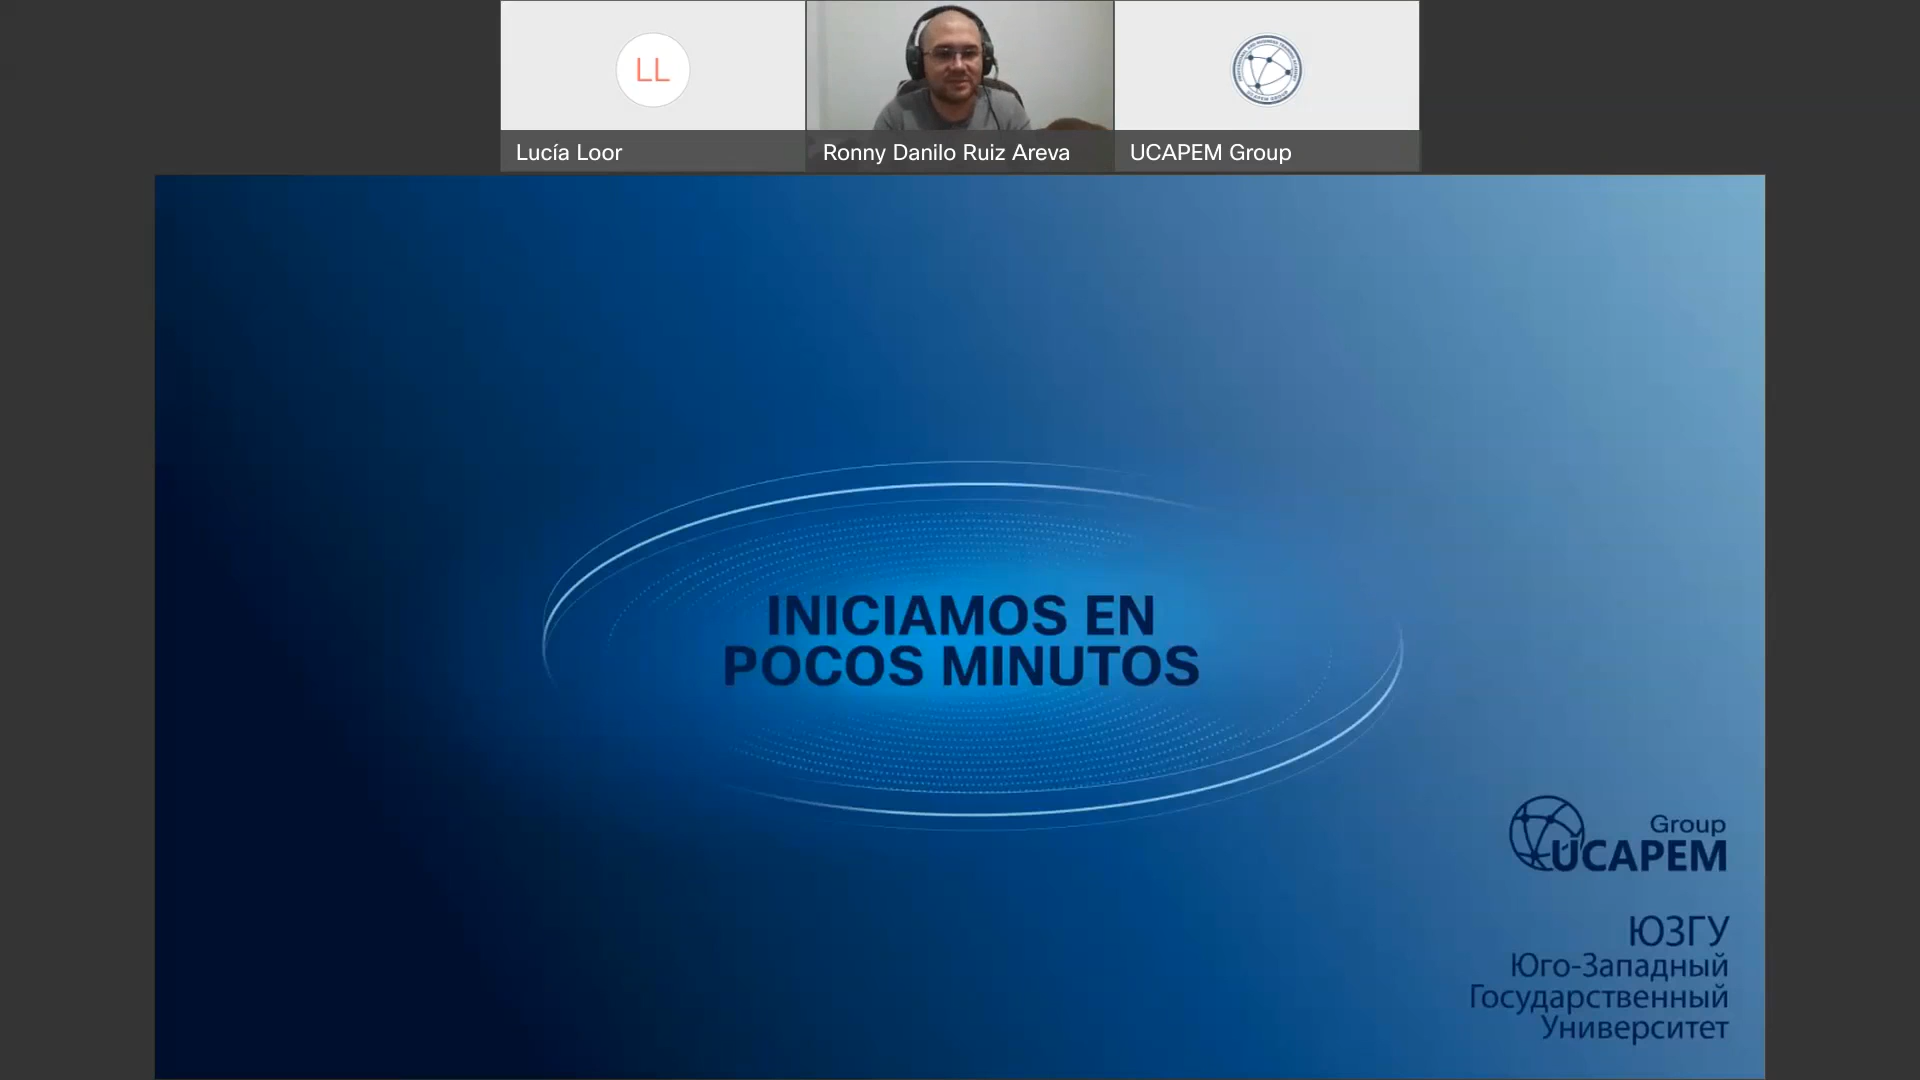 LL
Lucía Loor
Ronny Danilo Ruiz Areva
UCAPEM Group
INICIAMOS EN
POCOS MINUTOS
Group
UCAPEM
ЮЗГУ
Юго-Западный
Государственный
Университет